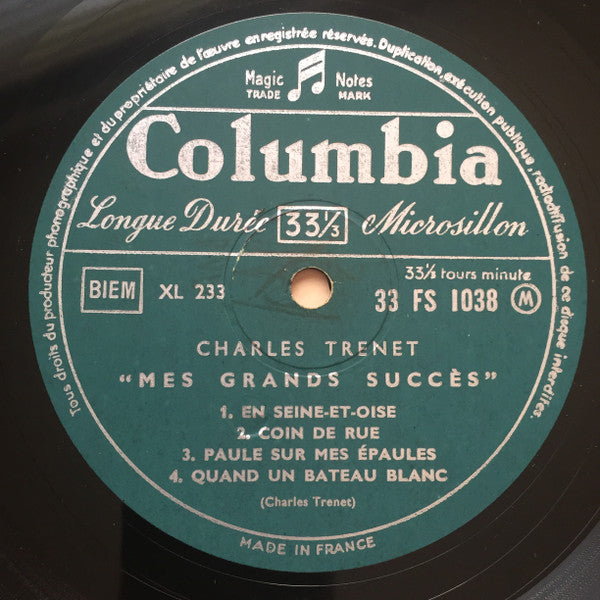 Tous droits du producteur phonographique et du propriétaire de l'œuvre enregistrée réservés. Duplication, exécution publique, radiodiffusion de ce disque interdites.
Magic Notes
TRADE MARK
Columbia
Longue Durée 33⅓ Microsillon
33⅓ tours minute
BIEM XL 233 33 FS 1038 M
CHARLES TRENET
"MES GRANDS SUCCÈS"
1. EN SEINE-ET-OISE
2. COIN DE RUE
3. PAULE SUR MES ÉPAULES
4. QUAND UN BATEAU BLANC
(Charles Trenet)
MADE IN FRANCE